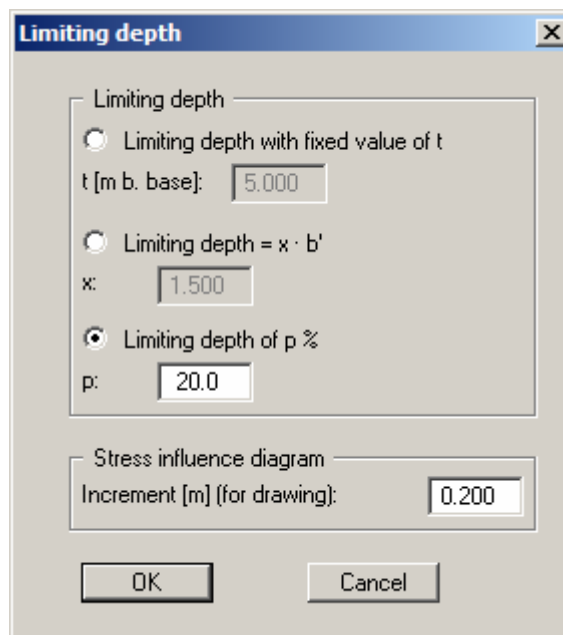 Limiting depth
Limiting depth
Limiting depth with fixed value of t
t [m b. base]: 5.000
Limiting depth = x · b'
x: 1.500
Limiting depth of p %
p: 20.0
Stress influence diagram
Increment [m] (for drawing): 0.200
OK Cancel